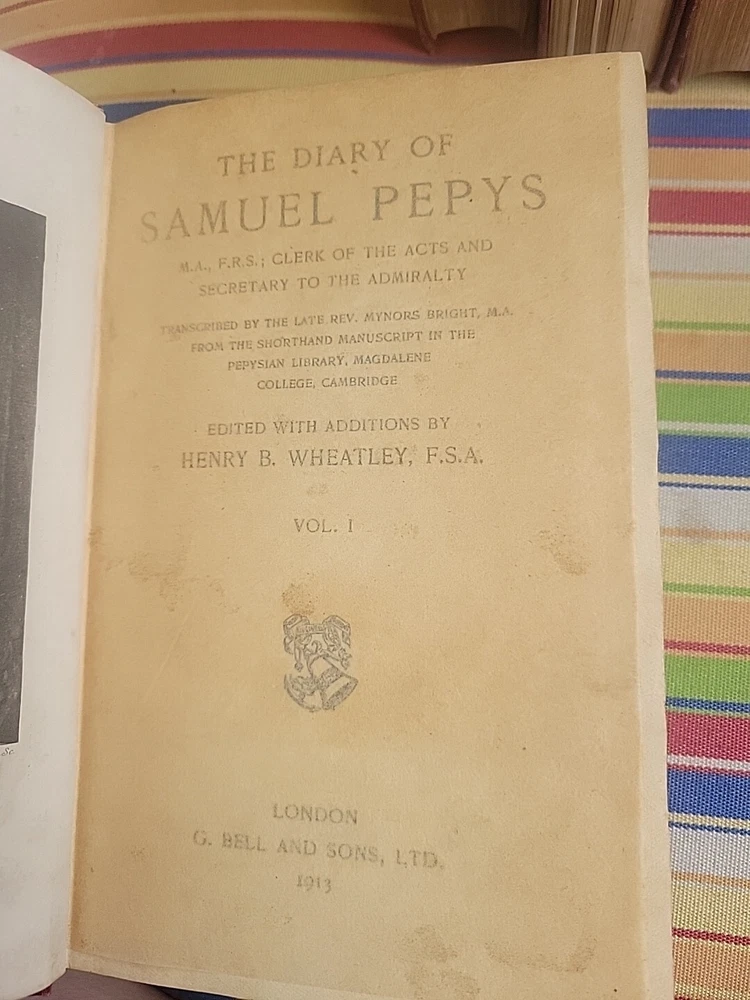 THE DIARY OF
SAMUEL PEPYS
M.A., F.R.S.; CLERK OF THE ACTS AND
SECRETARY TO THE ADMIRALTY
TRANSCRIBED BY THE LATE REV. MYNORS BRIGHT, M.A.
FROM THE SHORTHAND MANUSCRIPT IN THE
PEPYSIAN LIBRARY, MAGDALENE
COLLEGE, CAMBRIDGE
EDITED WITH ADDITIONS BY
HENRY B. WHEATLEY, F.S.A.
VOL. I
LONDON
G. BELL AND SONS, LTD.
1913
Sc